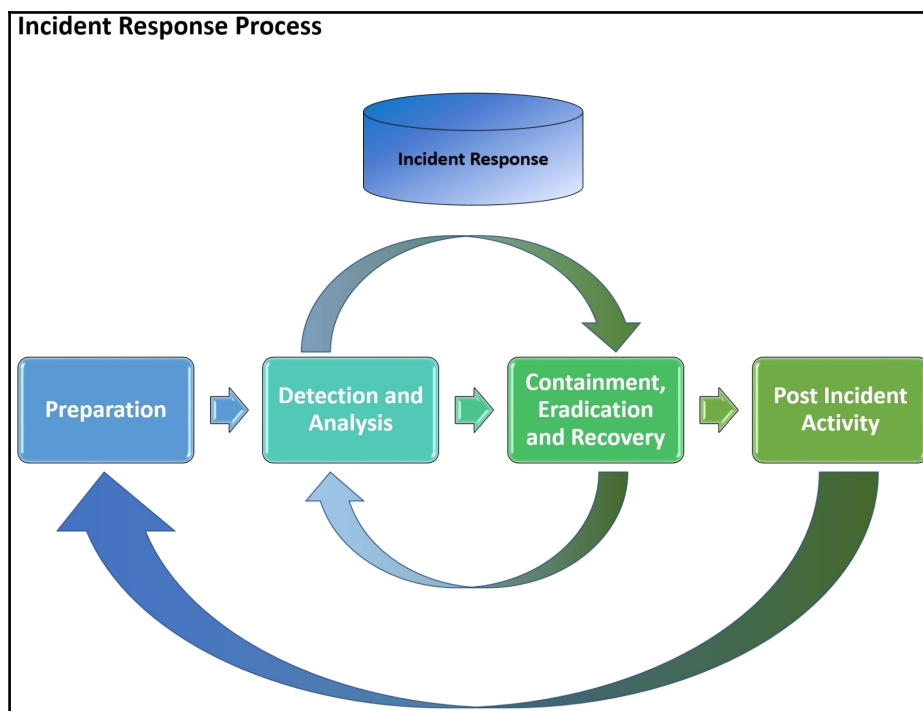 Incident Response Process
Incident Response
Preparation
Detection and
Analysis
Containment,
Eradication
and Recovery
Post Incident
Activity